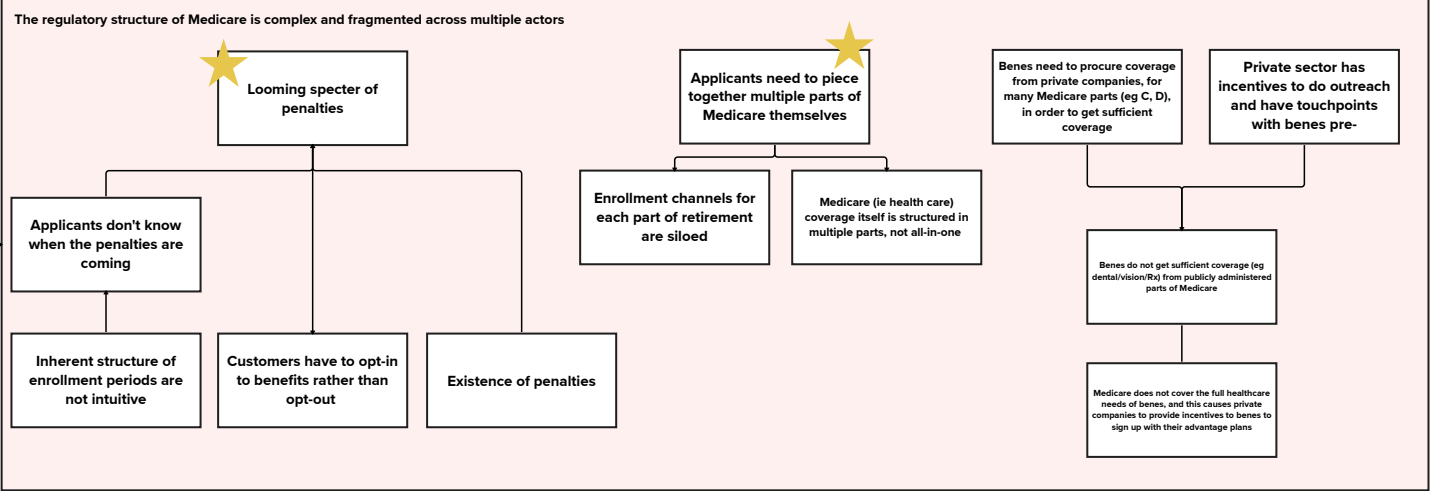 The regulatory structure of Medicare is complex and fragmented across multiple actors
Looming specter of
penalties
Applicants need to piece
together multiple parts of
Medicare themselves
Benes need to procure coverage
from private companies, for
many Medicare parts (eg C, D),
in order to get sufficient
coverage
Private sector has
incentives to do outreach
and have touchpoints
with benes pre-
Applicants don't know
when the penalties are
coming
Enrollment channels for
each part of retirement
are siloed
Medicare (ie health care)
coverage itself is structured in
multiple parts, not all-in-one
Benes do not get sufficient coverage (eg
dental/vision/Rx) from publicly administered
parts of Medicare
Inherent structure of
enrollment periods are
not intuitive
Customers have to opt-in
to benefits rather than
opt-out
Existence of penalties
Medicare does not cover the full healthcare
needs of benes, and this causes private
companies to provide incentives to benes to
sign up with their advantage plans